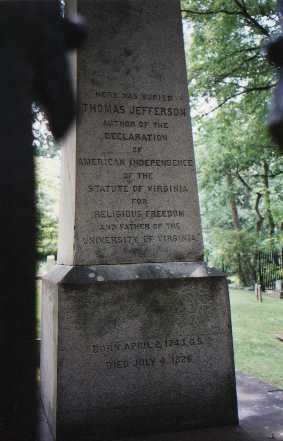 HERE WAS BURIED
THOMAS JEFFERSON
AUTHOR OF THE
DECLARATION
OF
AMERICAN INDEPENDENCE
OF THE
STATUTE OF VIRGINIA
FOR
RELIGIOUS FREEDOM
AND FATHER OF THE
UNIVERSITY OF VIRGINIA
BORN APRIL 2, 1743. O.S.
DIED JULY 4. 1826.